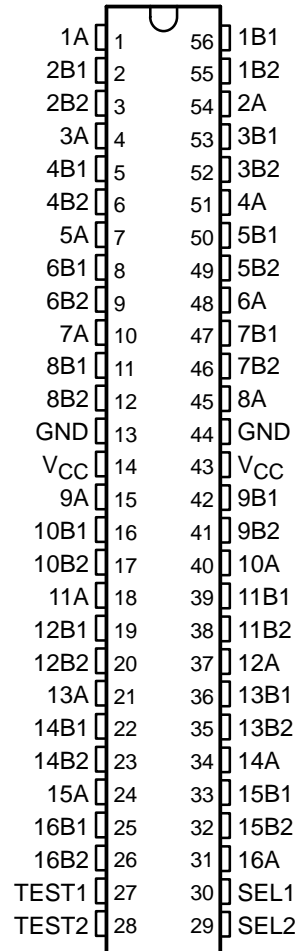 1A 1 56 1B1
2B1 2 55 1B2
2B2 3 54 2A
3A 4 53 3B1
4B1 5 52 3B2
4B2 6 51 4A
5A 7 50 5B1
6B1 8 49 5B2
6B2 9 48 6A
7A 10 47 7B1
8B1 11 46 7B2
8B2 12 45 8A
GND 13 44 GND
VCC 14 43 VCC
9A 15 42 9B1
10B1 16 41 9B2
10B2 17 40 10A
11A 18 39 11B1
12B1 19 38 11B2
12B2 20 37 12A
13A 21 36 13B1
14B1 22 35 13B2
14B2 23 34 14A
15A 24 33 15B1
16B1 25 32 15B2
16B2 26 31 16A
TEST1 27 30 SEL1
TEST2 28 29 SEL2